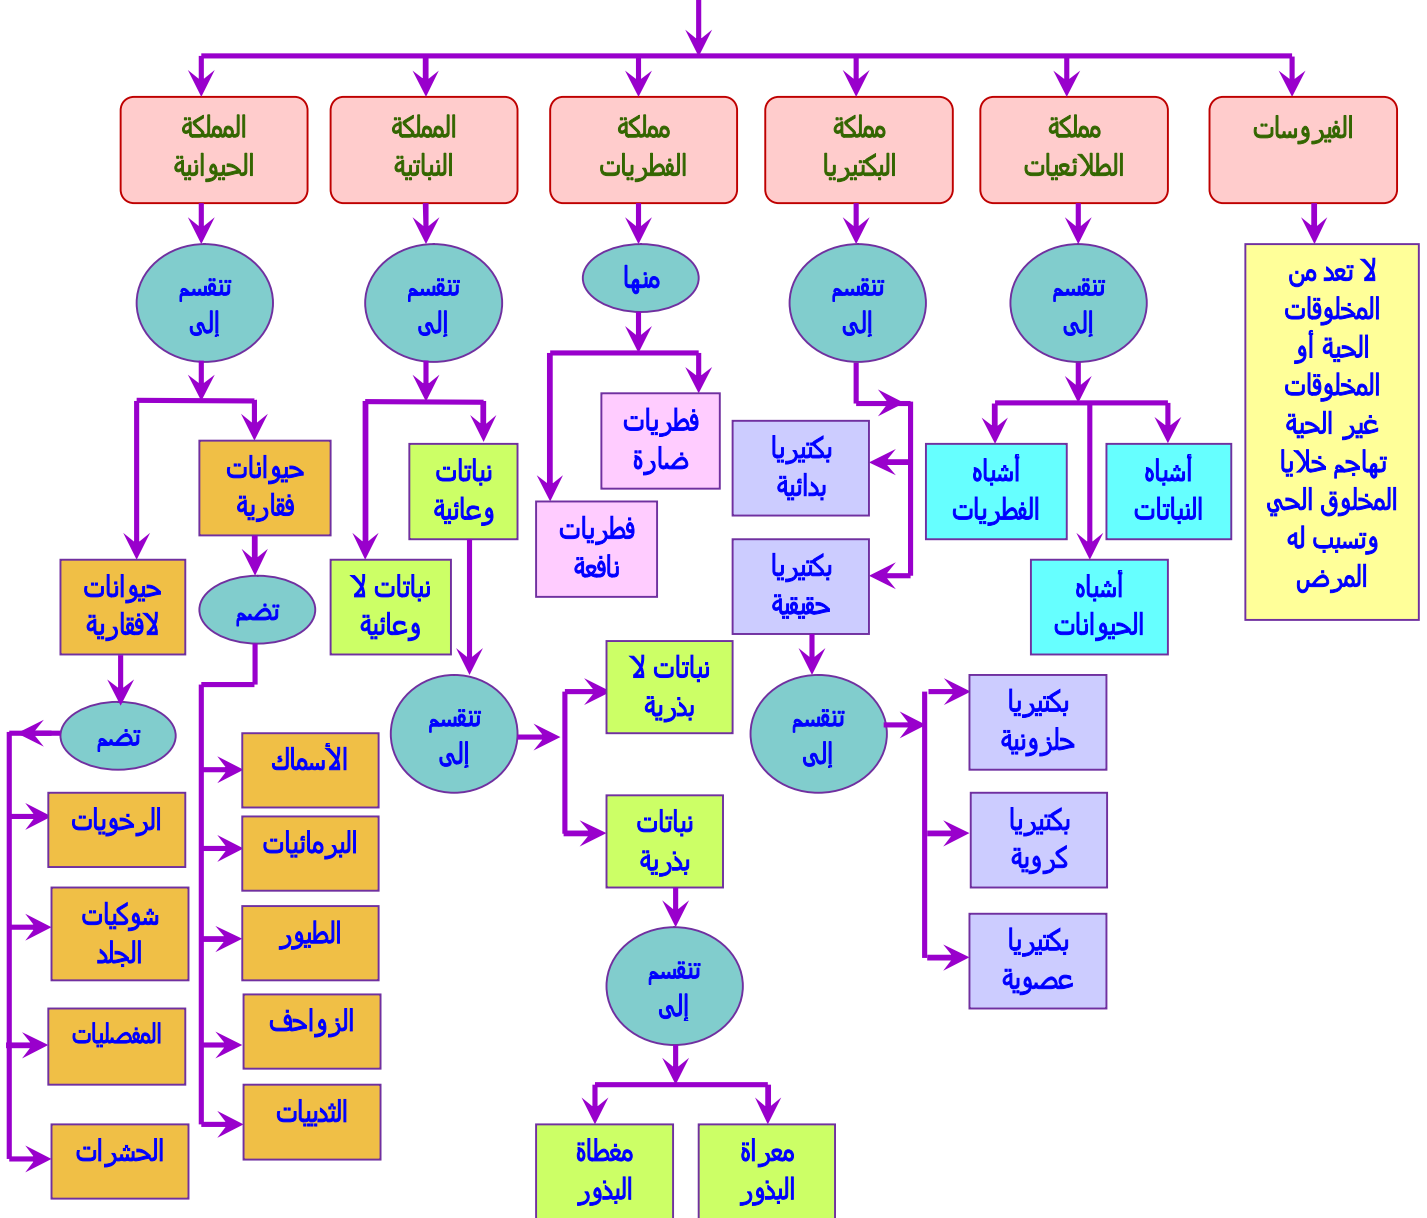 الفيروسات
مملكة
الطلائعيات
مملكة
البكتيريا
مملكة
الفطريات
المملكة
النباتية
المملكة
الحيوانية
لا تعد من
المخلوقات
الحية أو
المخلوقات
غير الحية
تهاجم خلايا
المخلوق الحي
وتسبب له
المرض
تنقسم
إلى
تنقسم
إلى
منها
تنقسم
إلى
تنقسم
إلى
أشباه
النباتات
أشباه
الفطريات
أشباه
الحيوانات
بكتيريا
بدائية
بكتيريا
حقيقية
فطريات
ضارة
فطريات
نافعة
نباتات
وعائية
نباتات لا
وعائية
حيوانات
فقارية
حيوانات
لافقارية
تنقسم
إلى
بكتيريا
حلزونية
بكتيريا
كروية
بكتيريا
عصوية
تنقسم
إلى
نباتات لا
بذرية
نباتات
بذرية
تنقسم
إلى
معراة
البذور
مغطاة
البذور
تضم
الأسماك
البرمائيات
الطيور
الزواحف
الثدييات
تضم
الرخويات
شوكيات
الجلد
المفصليات
الحشرات